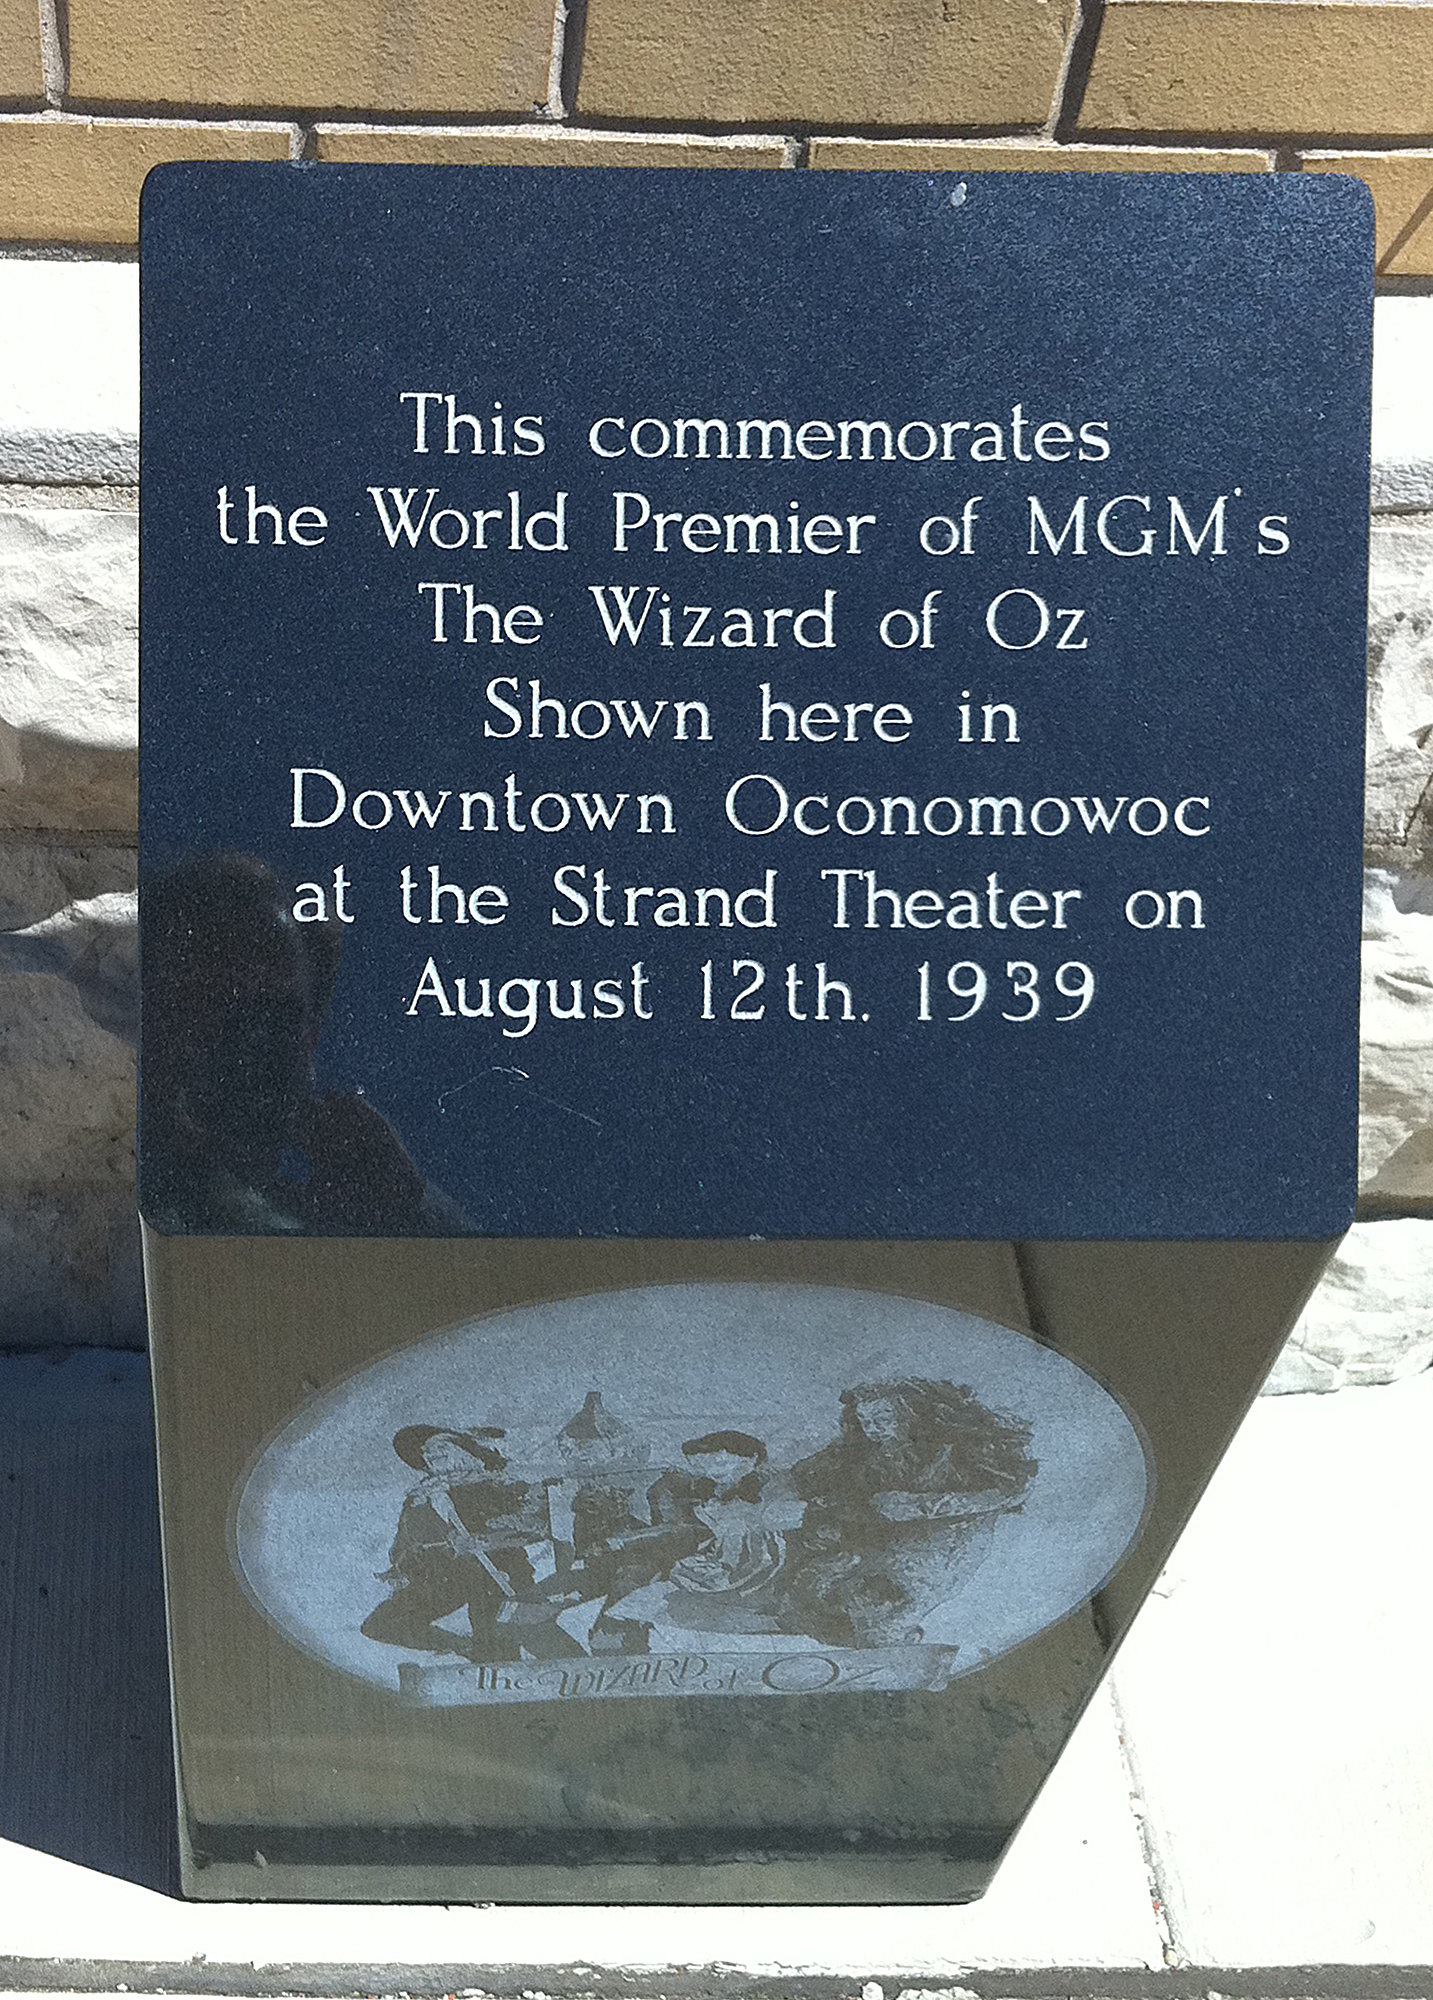 This commemorates
the World Premier of MGM's
The Wizard of Oz
Shown here in
Downtown Oconomowoc
at the Strand Theater on
August 12th. 1939
The WIZARD of Oz